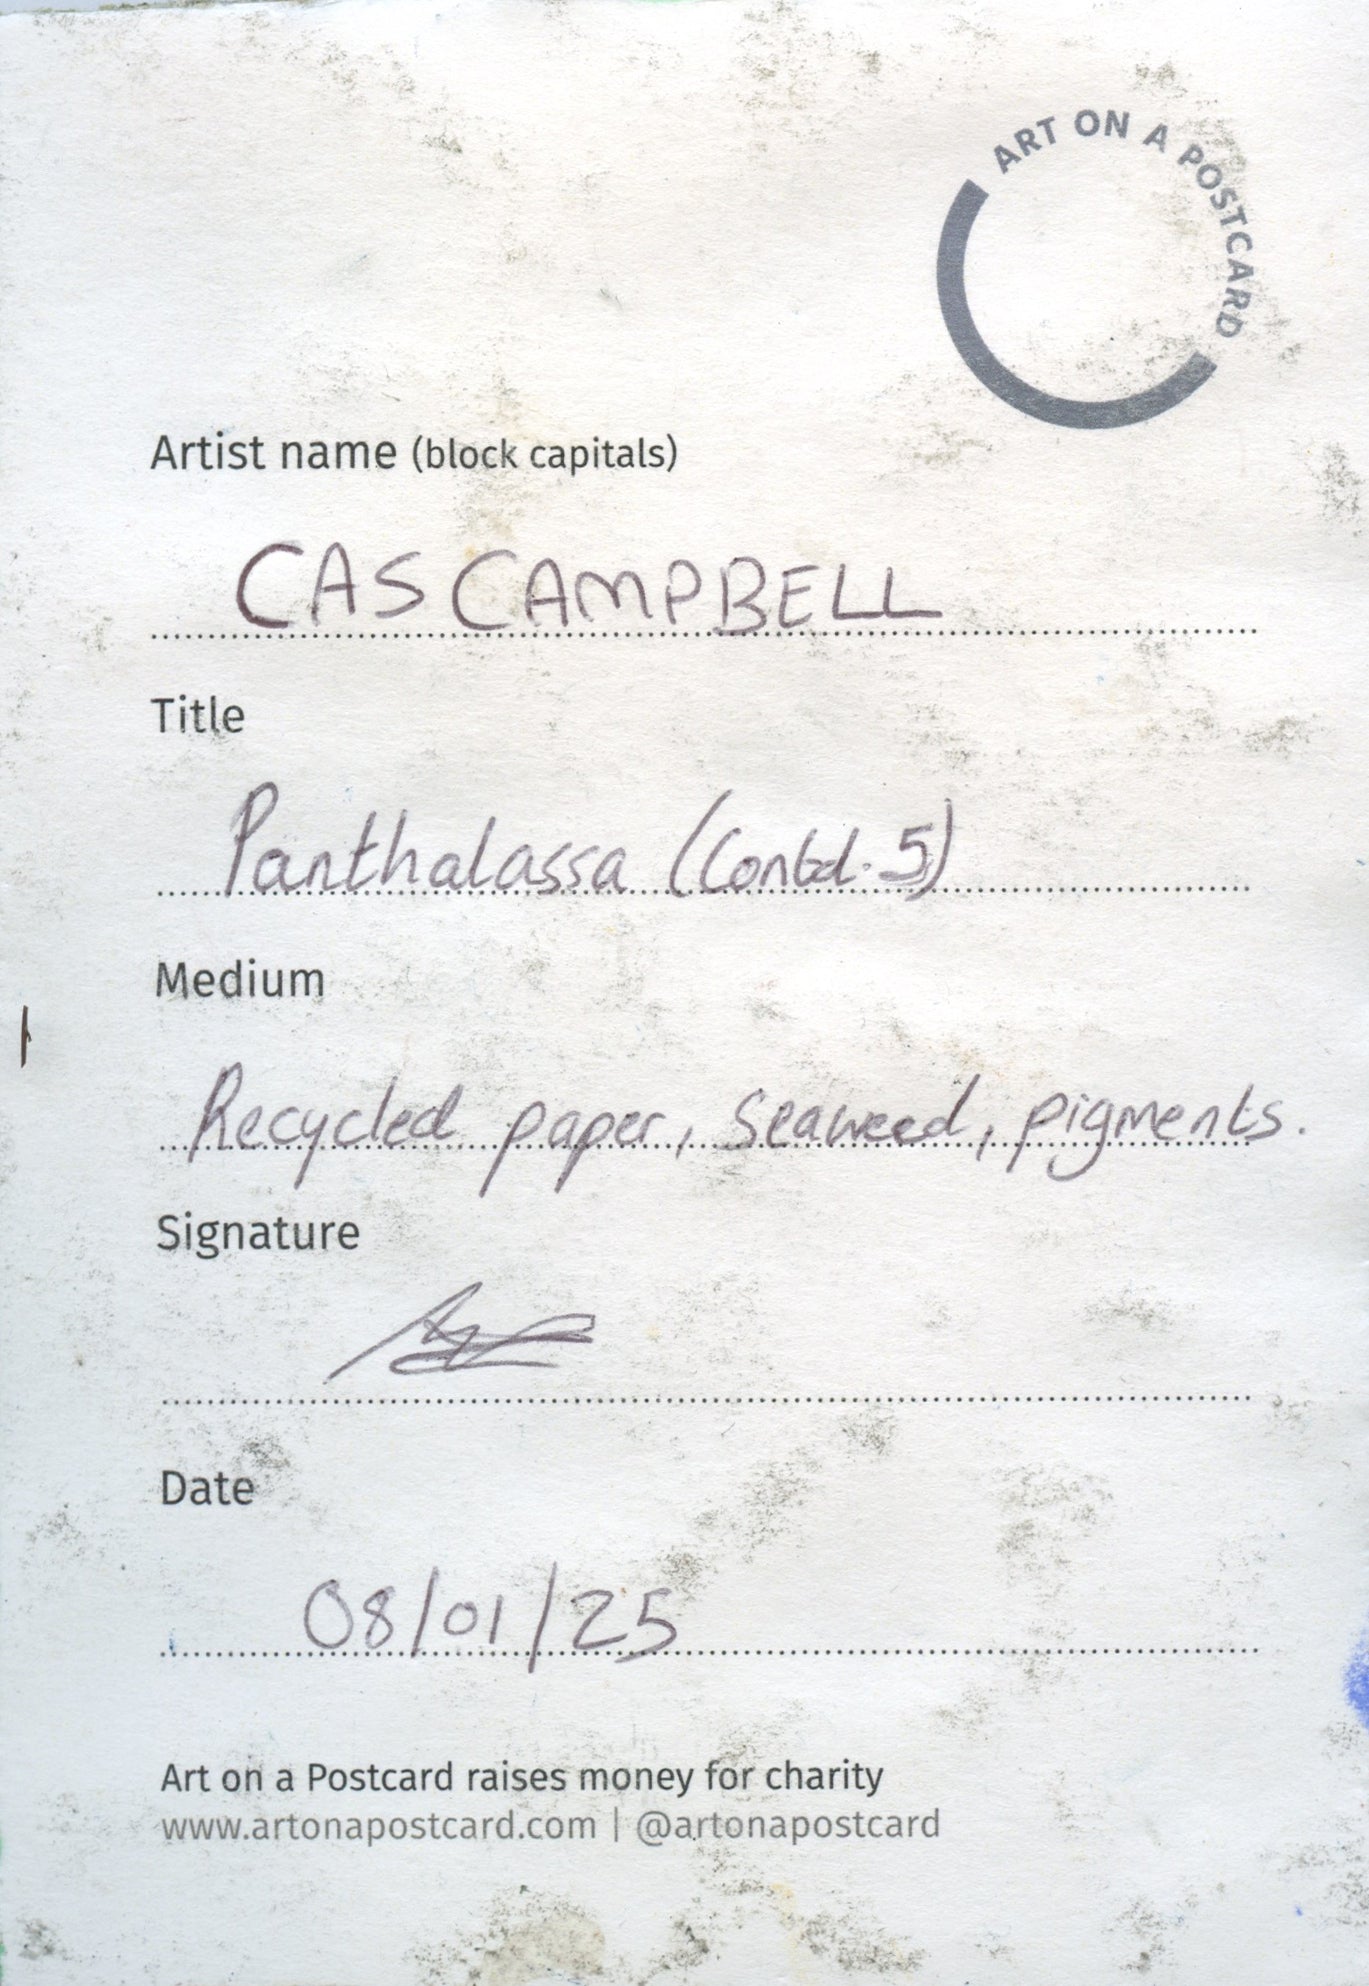 ART ON A POSTCARD
Artist name (block capitals)
CAS CAMPBELL
Title
Panthalassa (Contd. 5)
Medium
Recycled paper, seaweed, pigments.
Signature
Date
08/01/25
Art on a Postcard raises money for charity
www.artonapostcard.com | @artonapostcard